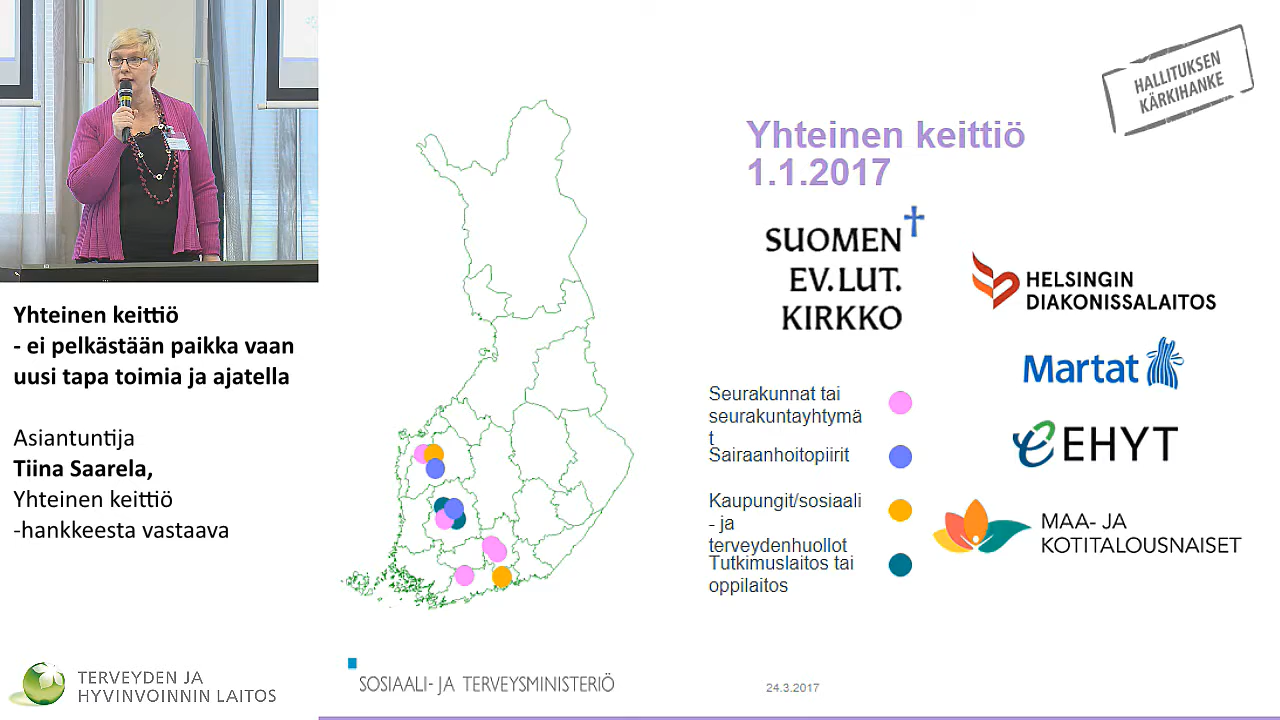 Yhteinen keittiö
- ei pelkästään paikka vaan
uusi tapa toimia ja ajatella
Asiantuntija
Tiina Saarela,
Yhteinen keittiö
-hankkeesta vastaava
TERVEYDEN JA
HYVINVOINNIN LAITOS
HALLITUKSEN
KÄRKIHANKE
Yhteinen keittiö
1.1.2017
SUOMEN
EV.LUT.
KIRKKO
HELSINGIN
DIAKONISSALAITOS
Martat
EHYT
MAA- JA
KOTITALOUSNAISET
Seurakunnat tai
seurakuntayhtymä
t
Sairaanhoitopiirit
Kaupungit/sosiaali
- ja
terveydenhuollot
Tutkimuslaitos tai
oppilaitos
SOSIAALI- JA TERVEYSMINISTERIÖ
24.3.2017